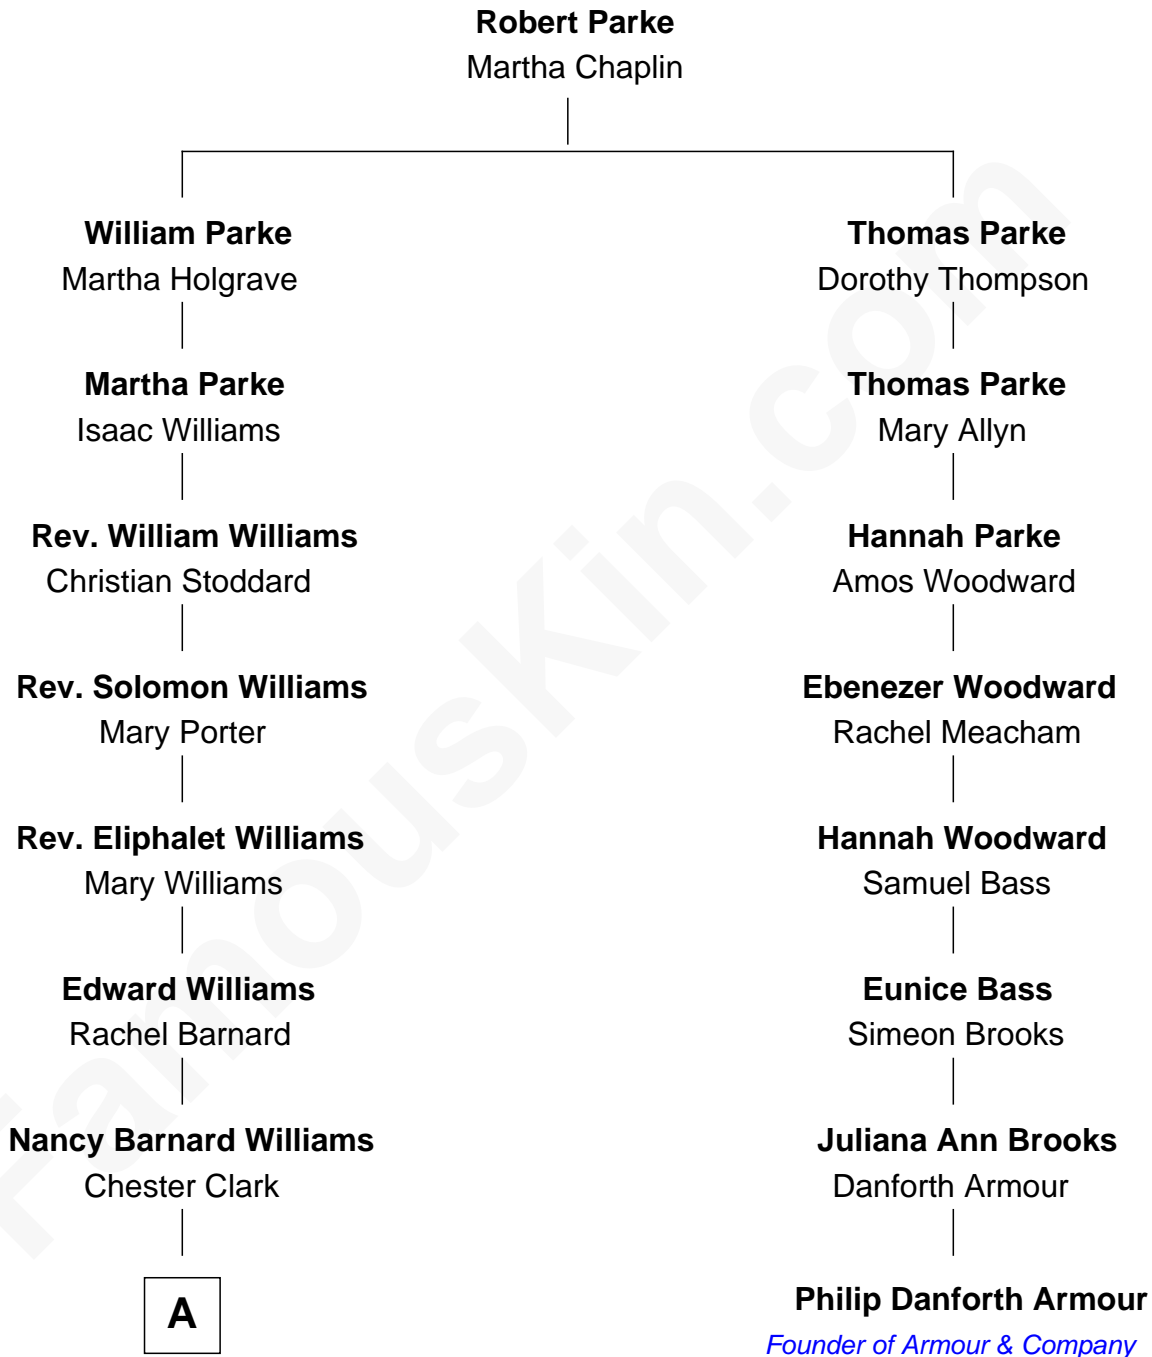 Robert Parke
Martha Chaplin
William Parke
Martha Holgrave
Thomas Parke
Dorothy Thompson
Martha Parke
Isaac Williams
Thomas Parke
Mary Allyn
Rev. William Williams
Christian Stoddard
Hannah Parke
Amos Woodward
Rev. Solomon Williams
Mary Porter
Ebenezer Woodward
Rachel Meacham
Rev. Eliphalet Williams
Mary Williams
Hannah Woodward
Samuel Bass
Edward Williams
Rachel Barnard
Eunice Bass
Simeon Brooks
Nancy Barnard Williams
Chester Clark
Juliana Ann Brooks
Danforth Armour
A
Philip Danforth Armour
Founder of Armour & Company
FamousKin.com